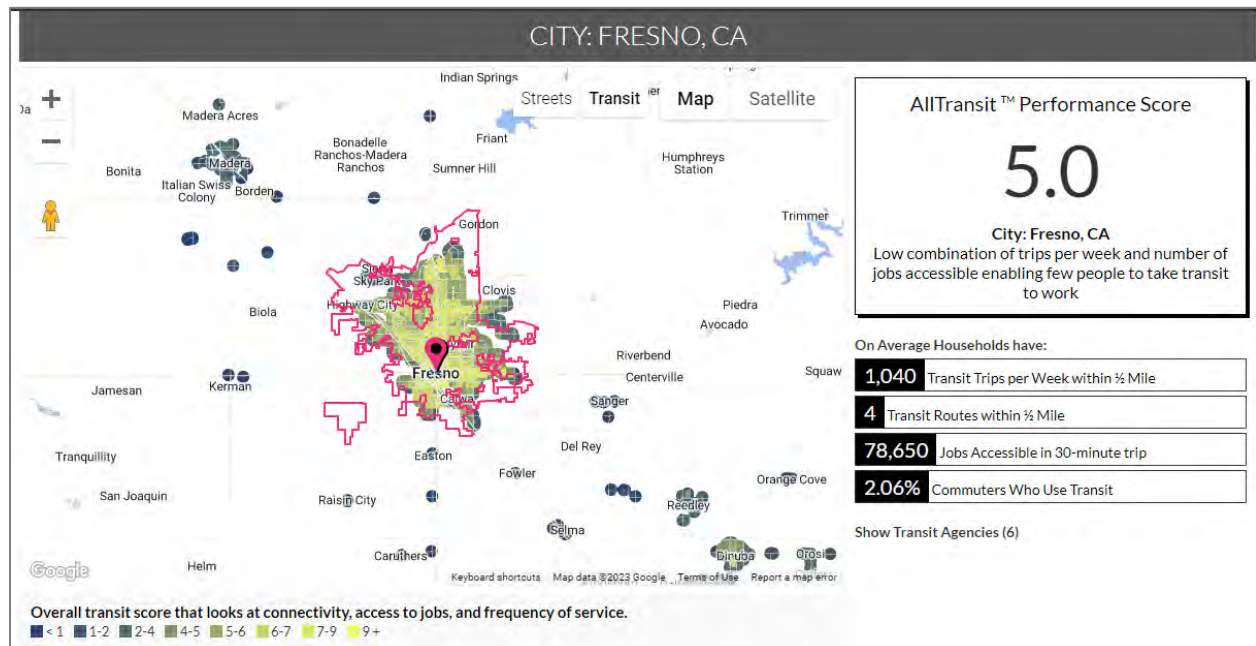 CITY: FRESNO, CA
Indian Springs
Streets Transit Map Satellite
Madera Acres
Friant
Bonadelle
Ranchos-Madera
Ranchos
Sumner Hill
Humphreys
Station
Madera
Bonita
Italian Swiss
Colony
Borden
Trimmer
Gordon
Sky Park
Clovis
Highway City
Biola
Piedra
Avocado
Fresno
Riverbend
Centerville
Squaw
Jamesan
Kerman
Calwa
Sanger
Del Rey
Tranquillity
Easton
Fowler
Orange Cove
San Joaquin
Raisin City
Reedley
Selma
Caruthers
Dinuba
Orosi
Helm
Google
Keyboard shortcuts Map data ©2023 Google Terms of Use Report a map error
Overall transit score that looks at connectivity, access to jobs, and frequency of service.
< 1 1-2 2-4 4-5 5-6 6-7 7-9 9 +
AllTransit ™ Performance Score
5.0
City: Fresno, CA
Low combination of trips per week and number of
jobs accessible enabling few people to take transit
to work
On Average Households have:
1,040 Transit Trips per Week within ½ Mile
4 Transit Routes within ½ Mile
78,650 Jobs Accessible in 30-minute trip
2.06% Commuters Who Use Transit
Show Transit Agencies (6)